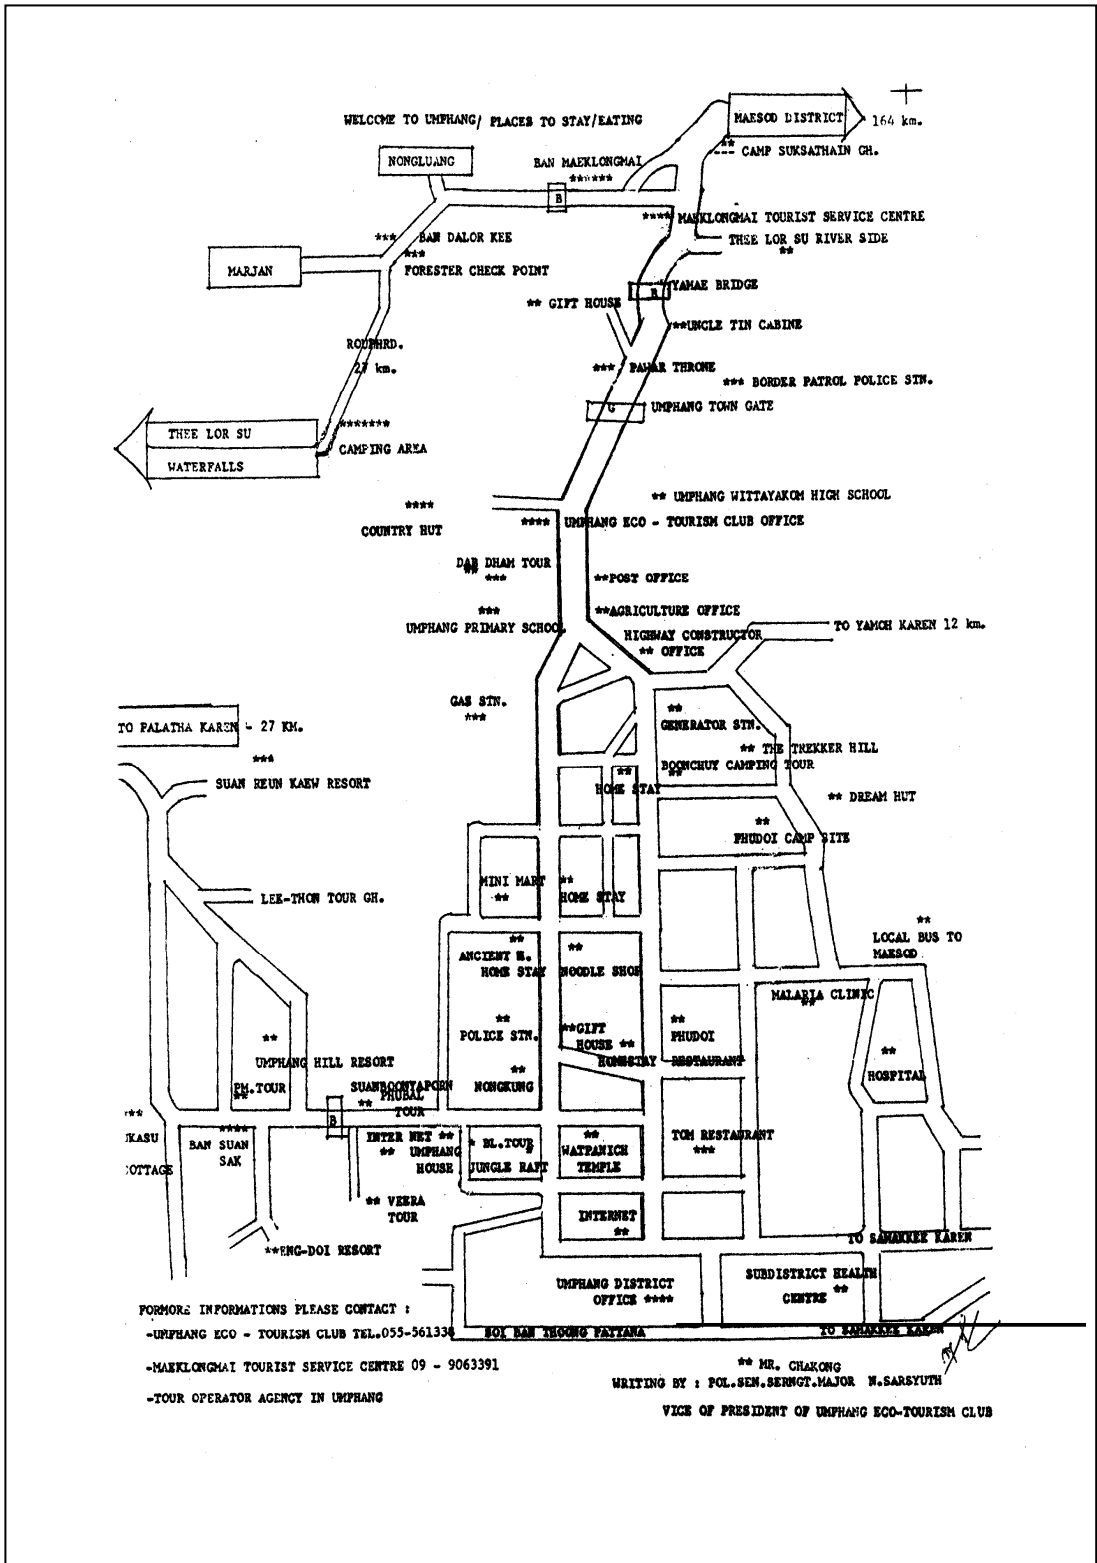 WELCOME TO UMPHANG/ PLACES TO STAY/EATING
MAESOD DISTRICT
164 km.
CAMP SUKSATHAIN GH.
NONGLUANG
BAN MAEKLONGMAI
******
B
**** MAEKLONGMAI TOURIST SERVICE CENTRE
THEE LOR SU RIVER SIDE
**
*** BAN DALOR KEE
***
FORESTER CHECK POINT
MARJAN
YAMAE BRIDGE
B
** GIFT HOUSE
**UNCLE TIN CABINE
ROUPHRD.
27 km.
*** PAWAR THRONE
*** BORDER PATROL POLICE STN.
G
UMPHANG TOWN GATE
*******
CAMPING AREA
THEE LOR SU
WATERFALLS
** UMPHANG WITTAYAKOM HIGH SCHOOL
****
COUNTRY HUT
**** UMPHANG ECO - TOURISM CLUB OFFICE
DAB DHAM TOUR
***
**POST OFFICE
***
UMPHANG PRIMARY SCHOOL
**AGRICULTURE OFFICE
HIGHWAY CONSTRUCTOR
** OFFICE
TO YAMOH KAREN 12 km.
GAS STN.
***
**
GENERATOR STN.
TO PALATHA KAREN - 27 KM.
***
SUAN REUN KAEW RESORT
** THE TREKKER HILL
BOONCHUY CAMPING TOUR
**
**
HOME STAY
** DREAM HUT
**
PHUDOI CAMP SITE
MINI MART
**
**
HOME STAY
LEK-THON TOUR GH.
**
LOCAL BUS TO
MAESOD
**
ANCIENT H.
HOME STAY
**
NOODLE SHOP
MALARIA CLINIC
**
**
POLICE STN.
**GIFT
HOUSE **
HOMESTAY
**
PHUDOI
RESTAURANT
**
HOSPITAL
**
UMPHANG HILL RESORT
PM.TOUR
**
SUANBOONYAPORN
** PHUBAL
TOUR
**
NONGKUNG
B
***
UKASU
COTTAGE
****
BAN SUAN
SAK
INTER NET **
** UMPHANG
HOUSE
* BL.TOUR
JUNGLE RAFT
**
WATPANICH
TEMPLE
TOM RESTAURANT
***
** VEERA
TOUR
INTERNET
**
**ENG-DOI RESORT
TO SAMAKKEE KAREN
UMPHANG DISTRICT
OFFICE ****
SUBDISTRICT HEALTH
CENTRE **
FORMORE INFORMATIONS PLEASE CONTACT :
-UMPHANG ECO - TOURISM CLUB TEL.055-561338
SOI BAN THOONG PATTANA
TO SAMAKKEE KAREN
-MAEKLONGMAI TOURIST SERVICE CENTRE 09 - 9063391
** MR. CHAKONG
WRITING BY : POL.SEN.SERNGT.MAJOR N.SARSYUTH
-TOUR OPERATOR AGENCY IN UMPHANG
VICE OF PRESIDENT OF UMPHANG ECO-TOURISM CLUB